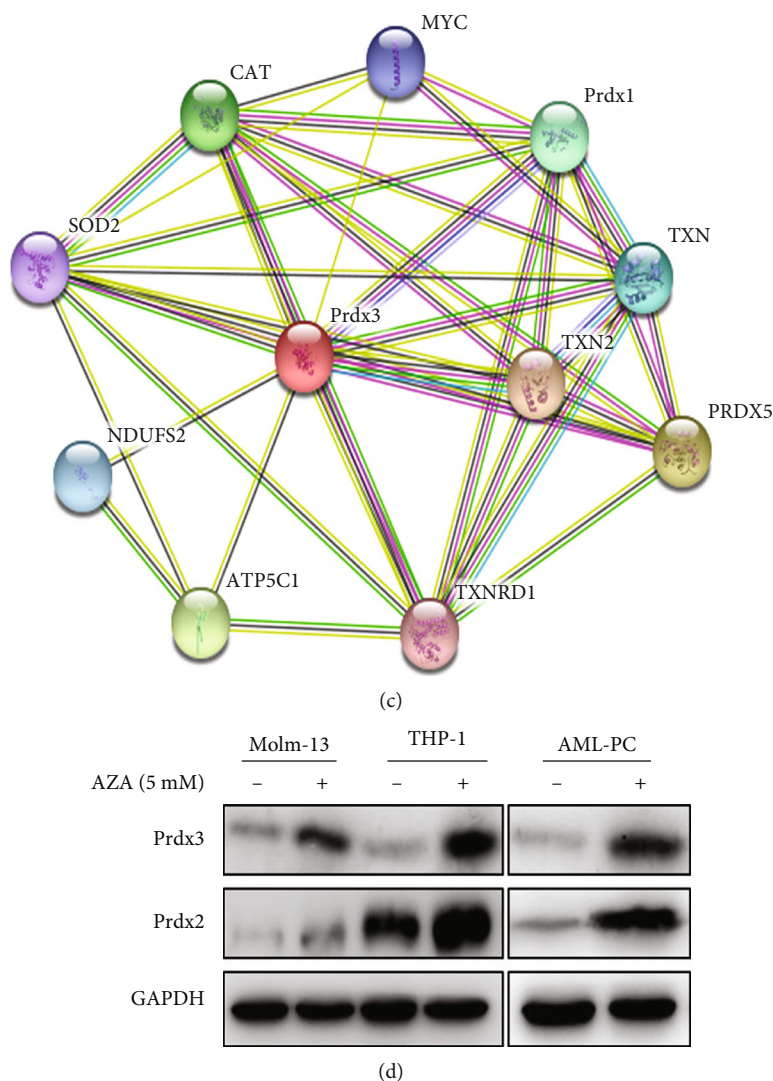 MYC
CAT
Prdx1
SOD2
TXN
Prdx3
TXN2
PRDX5
NDUFS2
ATP5C1
TXNRD1
(c)
Molm-13 THP-1 AML-PC
AZA (5 mM) – + – + – +
Prdx3
Prdx2
GAPDH
(d)